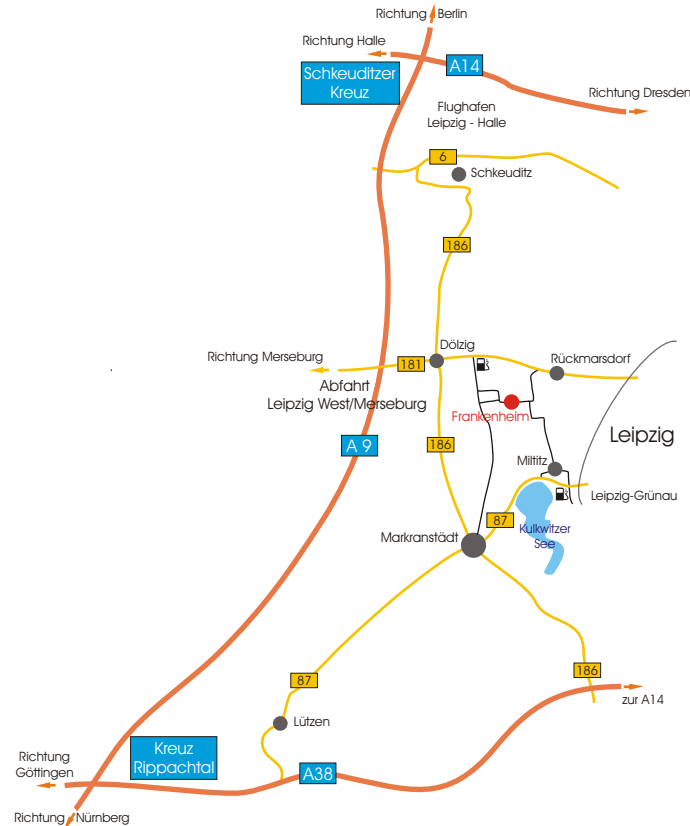 Richtung Berlin
Richtung Halle
Schkeuditzer
Kreuz
A14
Richtung Dresden
Flughafen
Leipzig - Halle
6
Schkeuditz
186
Dölzig
Richtung Merseburg
181
Rückmarsdorf
Abfahrt
Leipzig West/Merseburg
Frankenheim
A 9
186
Leipzig
Miltitz
Leipzig-Grünau
87
Kulkwitzer
See
Markranstädt
186
87
zur A14
Lützen
Kreuz
Rippachtal
Richtung
Göttingen
A38
Richtung Nürnberg